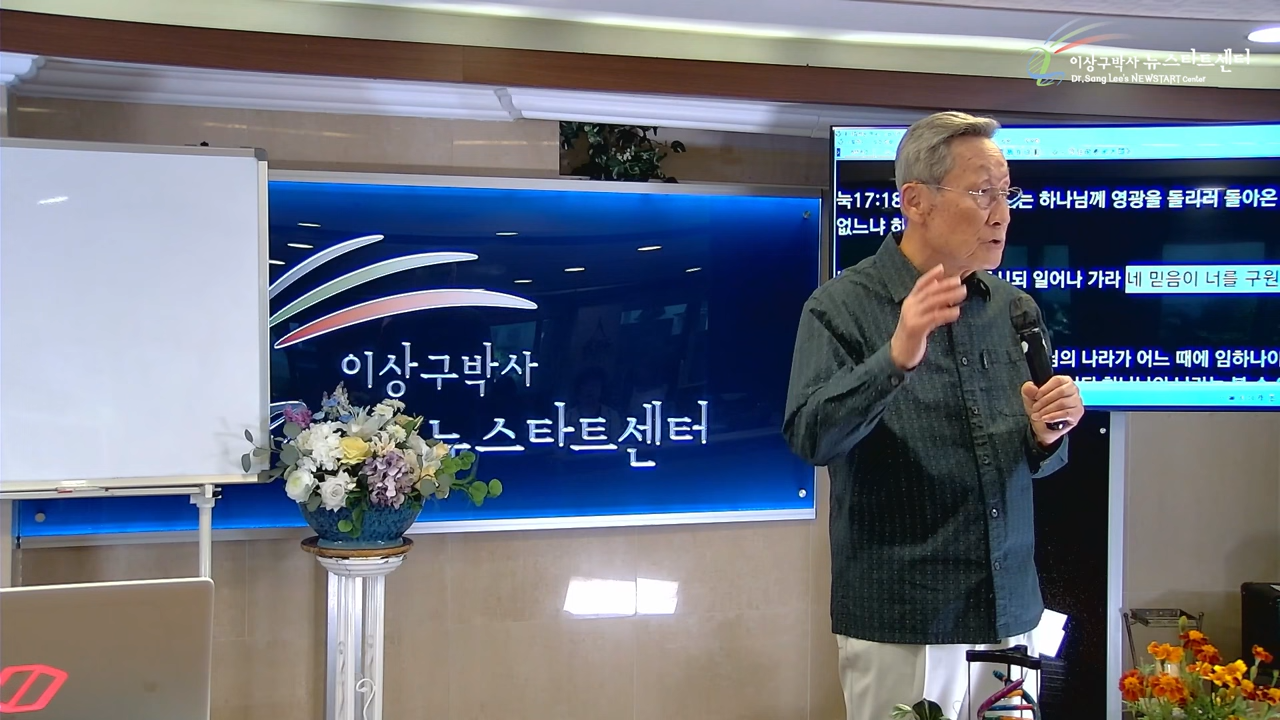 이상구박사 뉴스타트센터
Dr. Sang Lee's NEWSTART Center
눅17:18 는 하나님께 영광을 돌리러 돌아온
없느냐 하
시되 일어나 가라 네 믿음이 너를 구원
님의 나라가 어느 때에 임하나이
이상구박사
뉴스타트센터